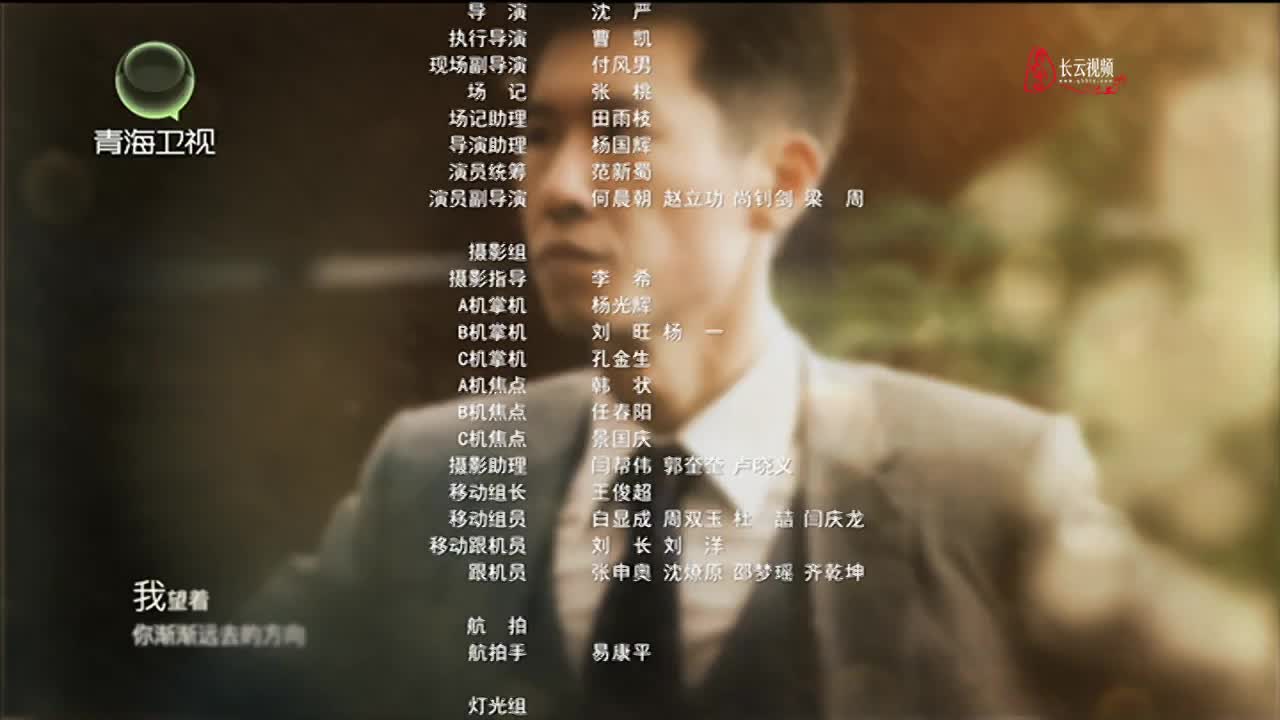 导 演 沈 严
执行导演 曹 凯
现场副导演 付风男
场 记 张 桃
场记助理 田雨枝
导演助理 杨国辉
演员统筹 范新蜀
演员副导演 何晨朝 赵立功 尚钊剑 梁 周
摄影组
摄影指导 李 希
A机掌机 杨光辉
B机掌机 刘 旺 杨 一
C机掌机 孔金生
A机焦点 韩 状
B机焦点 任春阳
C机焦点 景国庆
摄影助理 闫帮伟 郭奎奎 卢晓义
移动组长 王俊超
移动组员 白显成 周双玉 杜 喆 闫庆龙
移动跟机员 刘 长 刘 洋
跟机员 张申奥 沈燎原 邵梦瑶 齐乾坤
航 拍
航拍手 易康平
灯光组
青海卫视
长云视频
我望着
你渐渐远去的方向